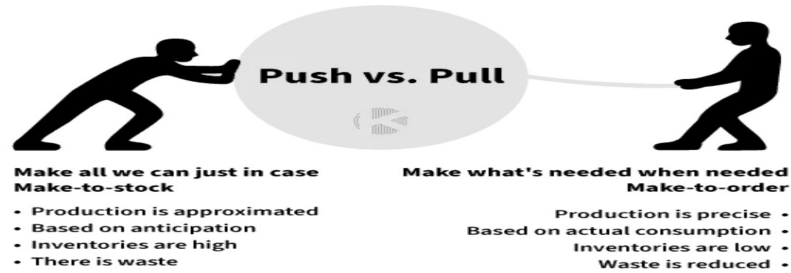 Push vs. Pull
Make all we can just in case
Make-to-stock
• Production is approximated
• Based on anticipation
• Inventories are high
• There is waste
Make what's needed when needed
Make-to-order
Production is precise •
Based on actual consumption •
Inventories are low •
Waste is reduced •